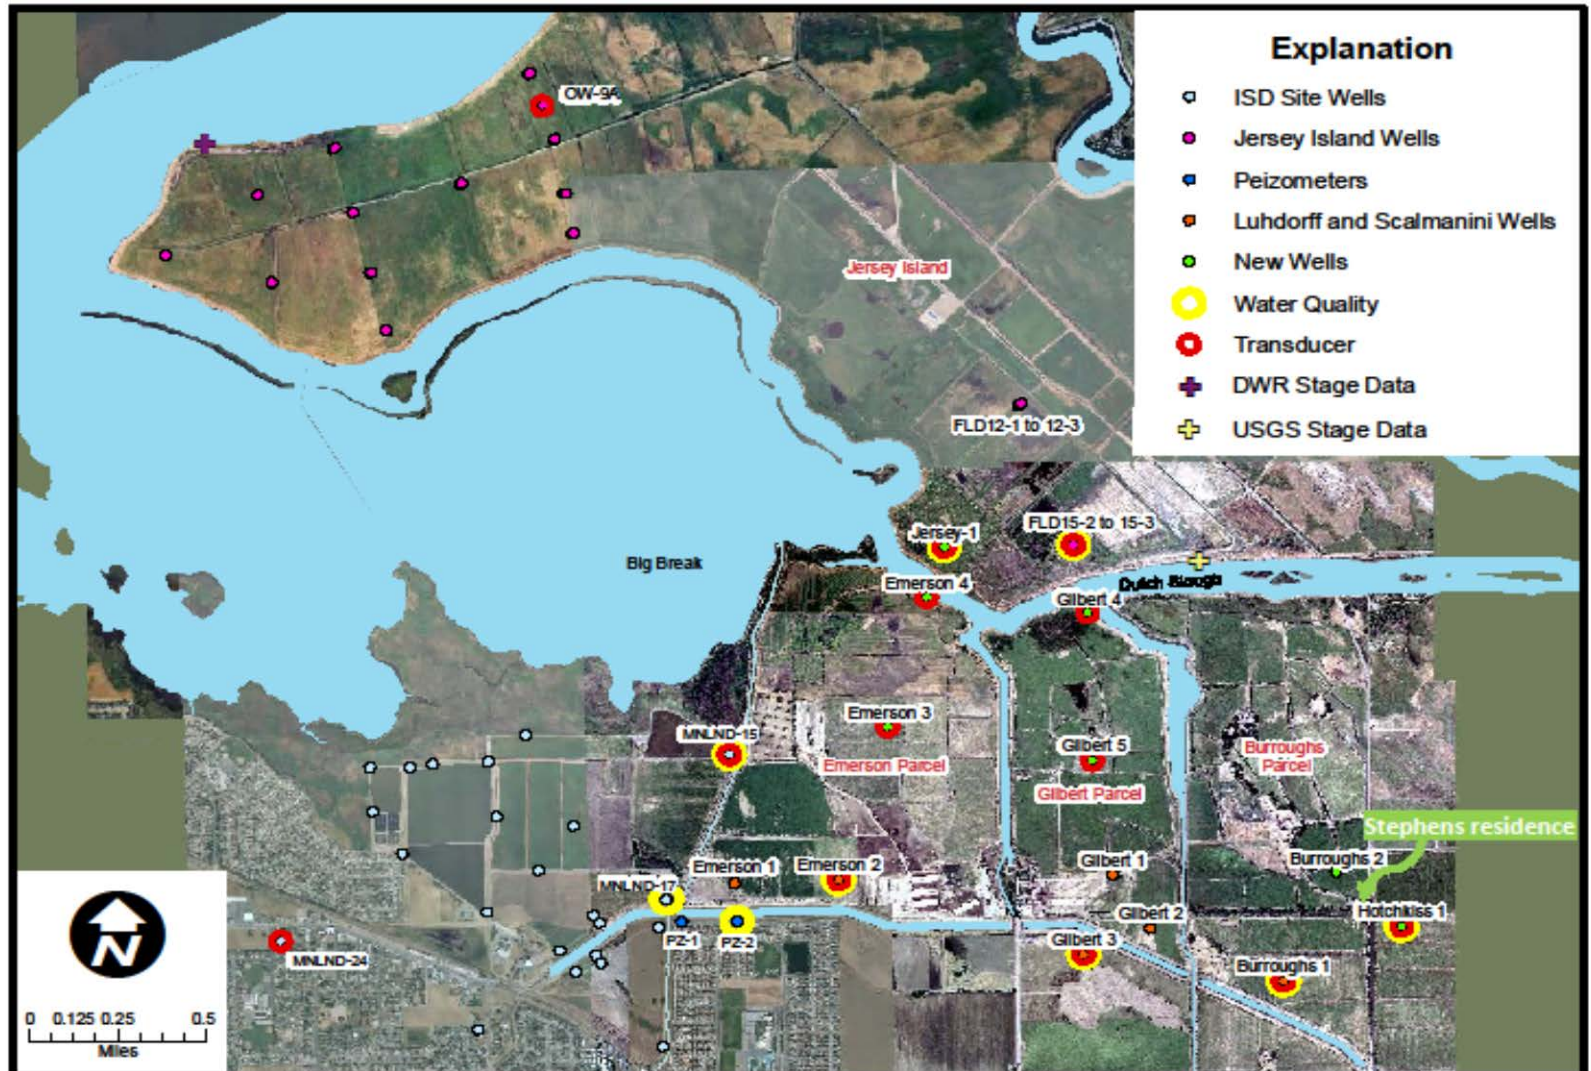 Explanation
ISD Site Wells
Jersey Island Wells
Peizometers
Luhdorff and Scalmanini Wells
New Wells
Water Quality
Transducer
DWR Stage Data
USGS Stage Data
OW-9A
Jersey Island
FLD12-1 to 12-3
Jersey-1
FLD15-2 to 15-3
Big Break
Dutch Slough
Emerson 4
Gilbert 4
Emerson 3
MNLND-15
Gilbert 5
Burroughs
Parcel
Emerson Parcel
Gilbert Parcel
Stephens residence
Burroughs 2
Emerson 1
Emerson 2
Gilbert 1
MNLND-17
Gilbert 2
Hotchkiss 1
PZ-1
PZ-2
Gilbert 3
MNLND-24
Burroughs 1
N
0 0.125 0.25 0.5
Miles